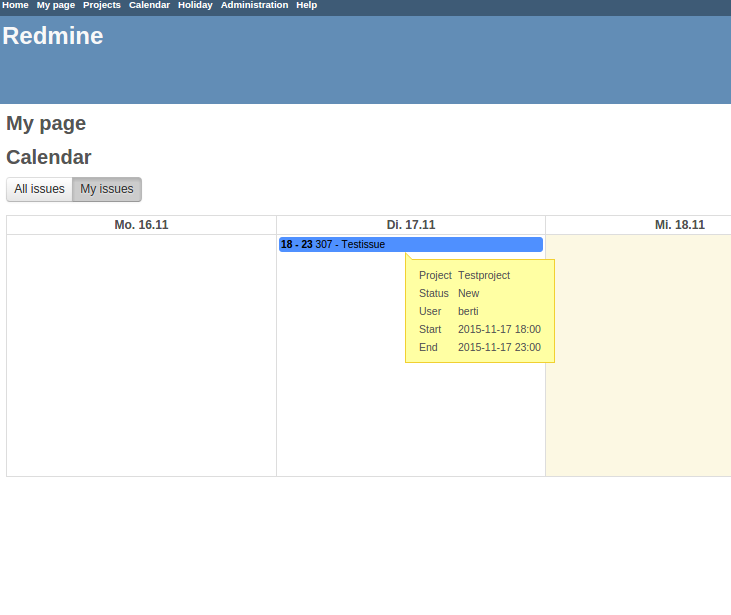 Home My page Projects Calendar Holiday Administration Help
Redmine
My page
Calendar
All issues My issues
Mo. 16.11 Di. 17.11 Mi. 18.11
18 - 23 307 - Testissue
Project Testproject
Status New
User berti
Start 2015-11-17 18:00
End 2015-11-17 23:00